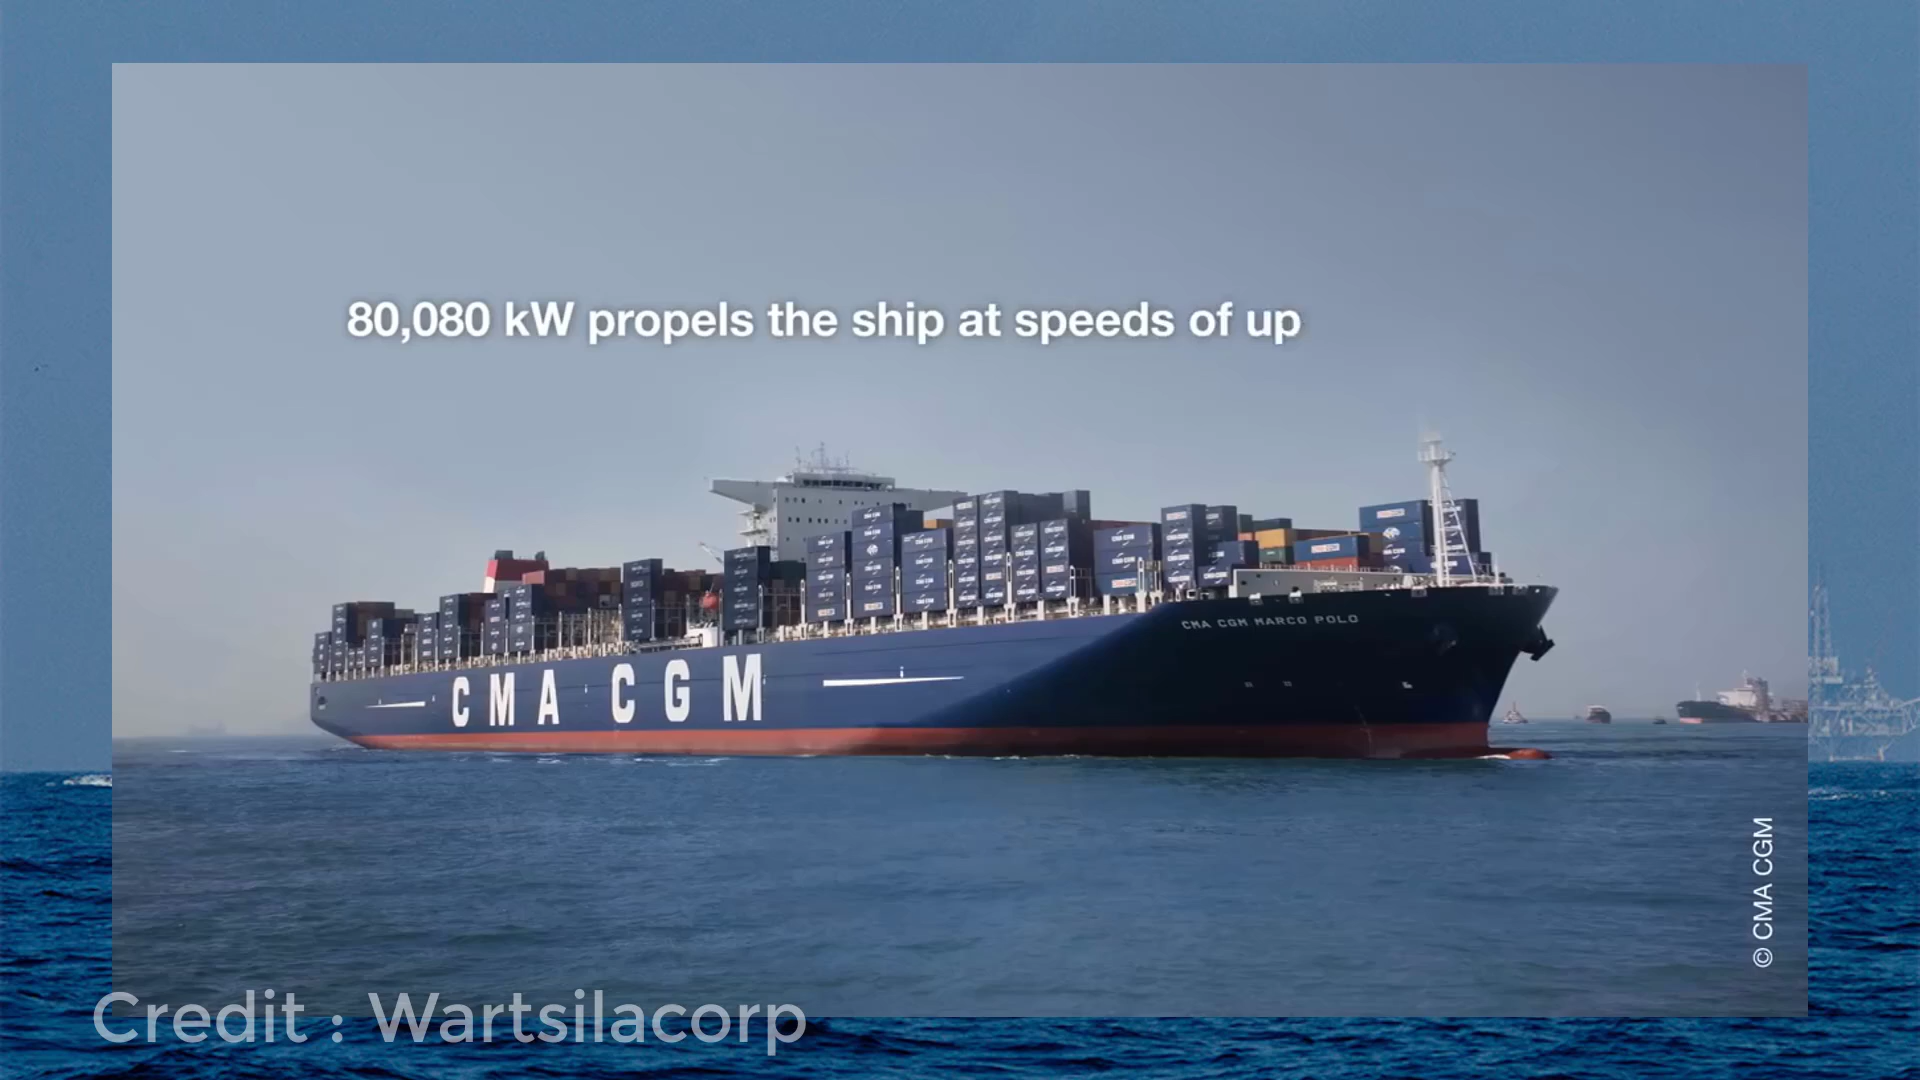 80,080 kW propels the ship at speeds of up
CMA CGM MARCO POLO
CMA CGM
© CMA CGM
Credit : Wartsilacorp